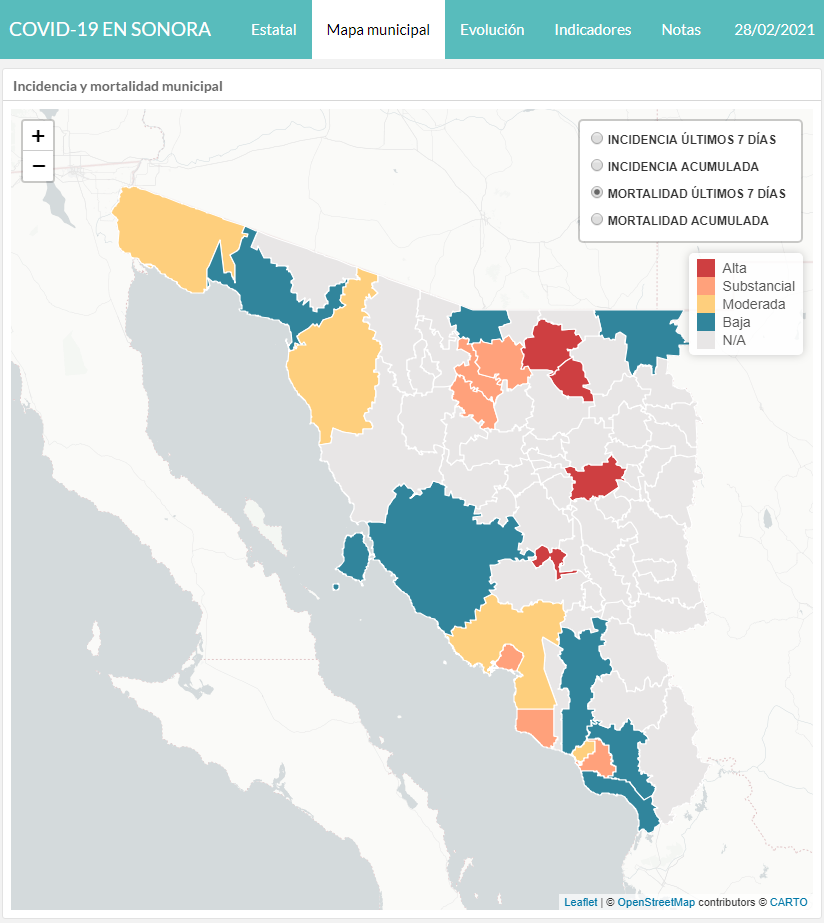 COVID-19 EN SONORA Estatal Mapa municipal Evolución Indicadores Notas 28/02/2021
Incidencia y mortalidad municipal
+
−
INCIDENCIA ÚLTIMOS 7 DÍAS
INCIDENCIA ACUMULADA
MORTALIDAD ÚLTIMOS 7 DÍAS
MORTALIDAD ACUMULADA
Alta
Substancial
Moderada
Baja
N/A
Leaflet | © OpenStreetMap contributors © CARTO